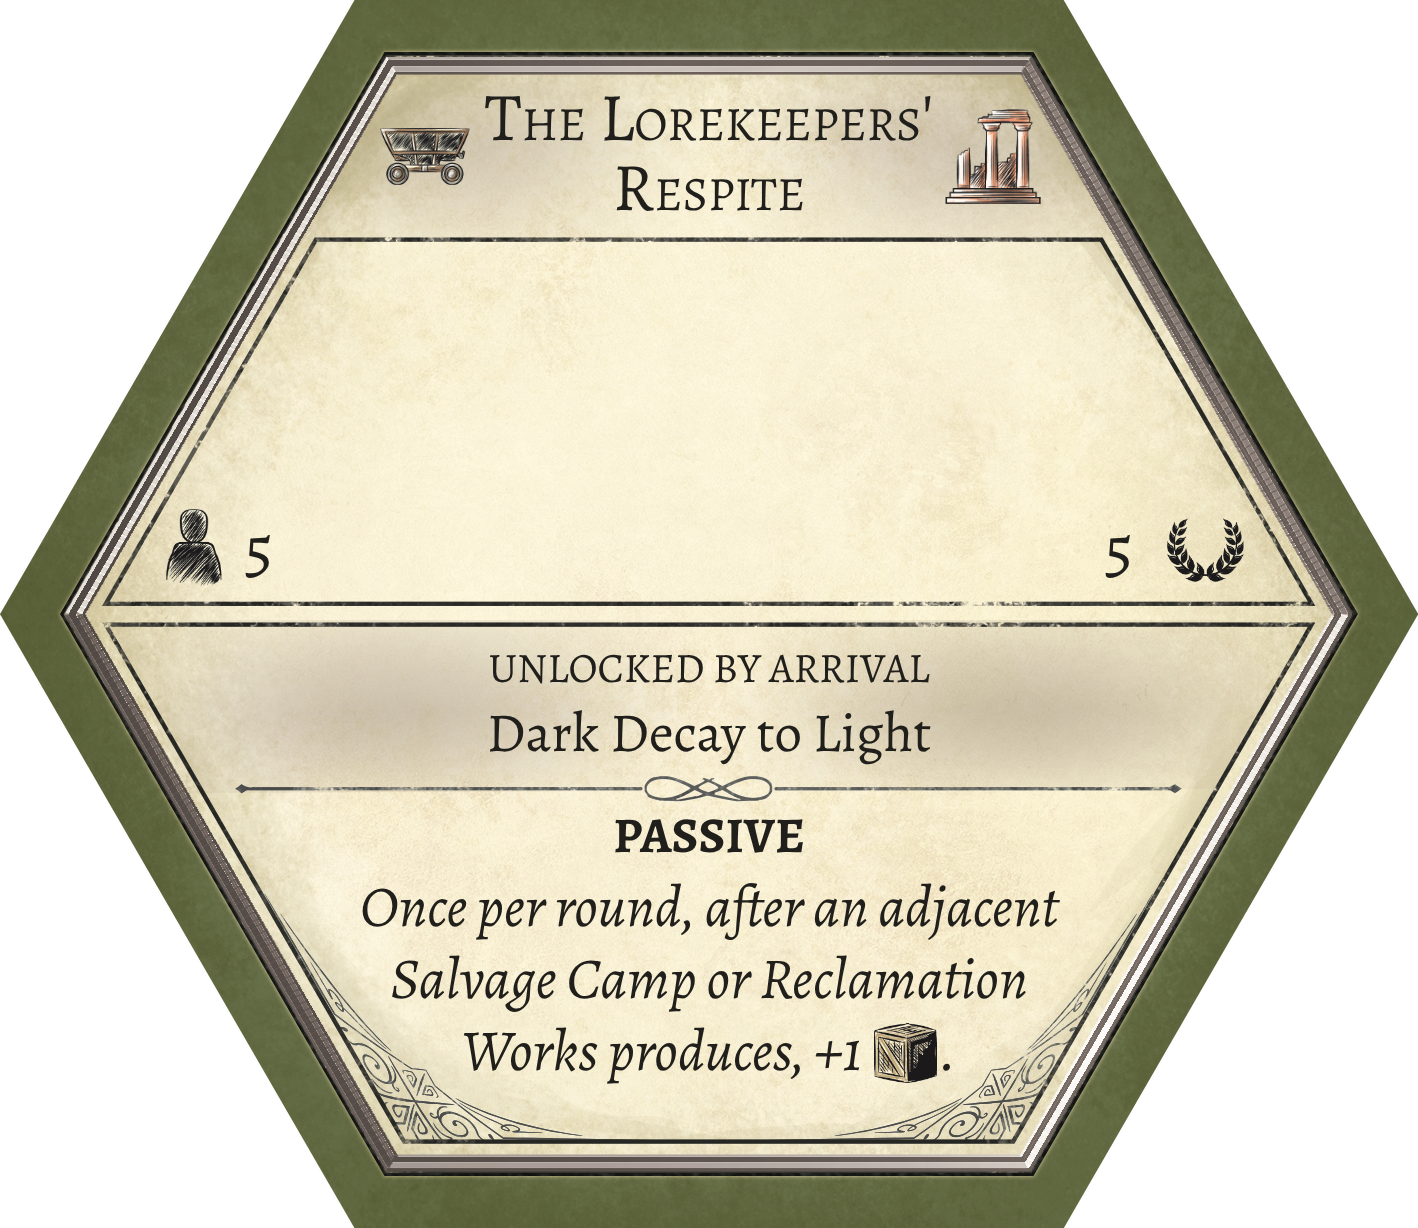 The Lorekeepers'
Respite
5
5
UNLOCKED BY ARRIVAL
Dark Decay to Light
PASSIVE
Once per round, after an adjacent
Salvage Camp or Reclamation
Works produces, +1 .